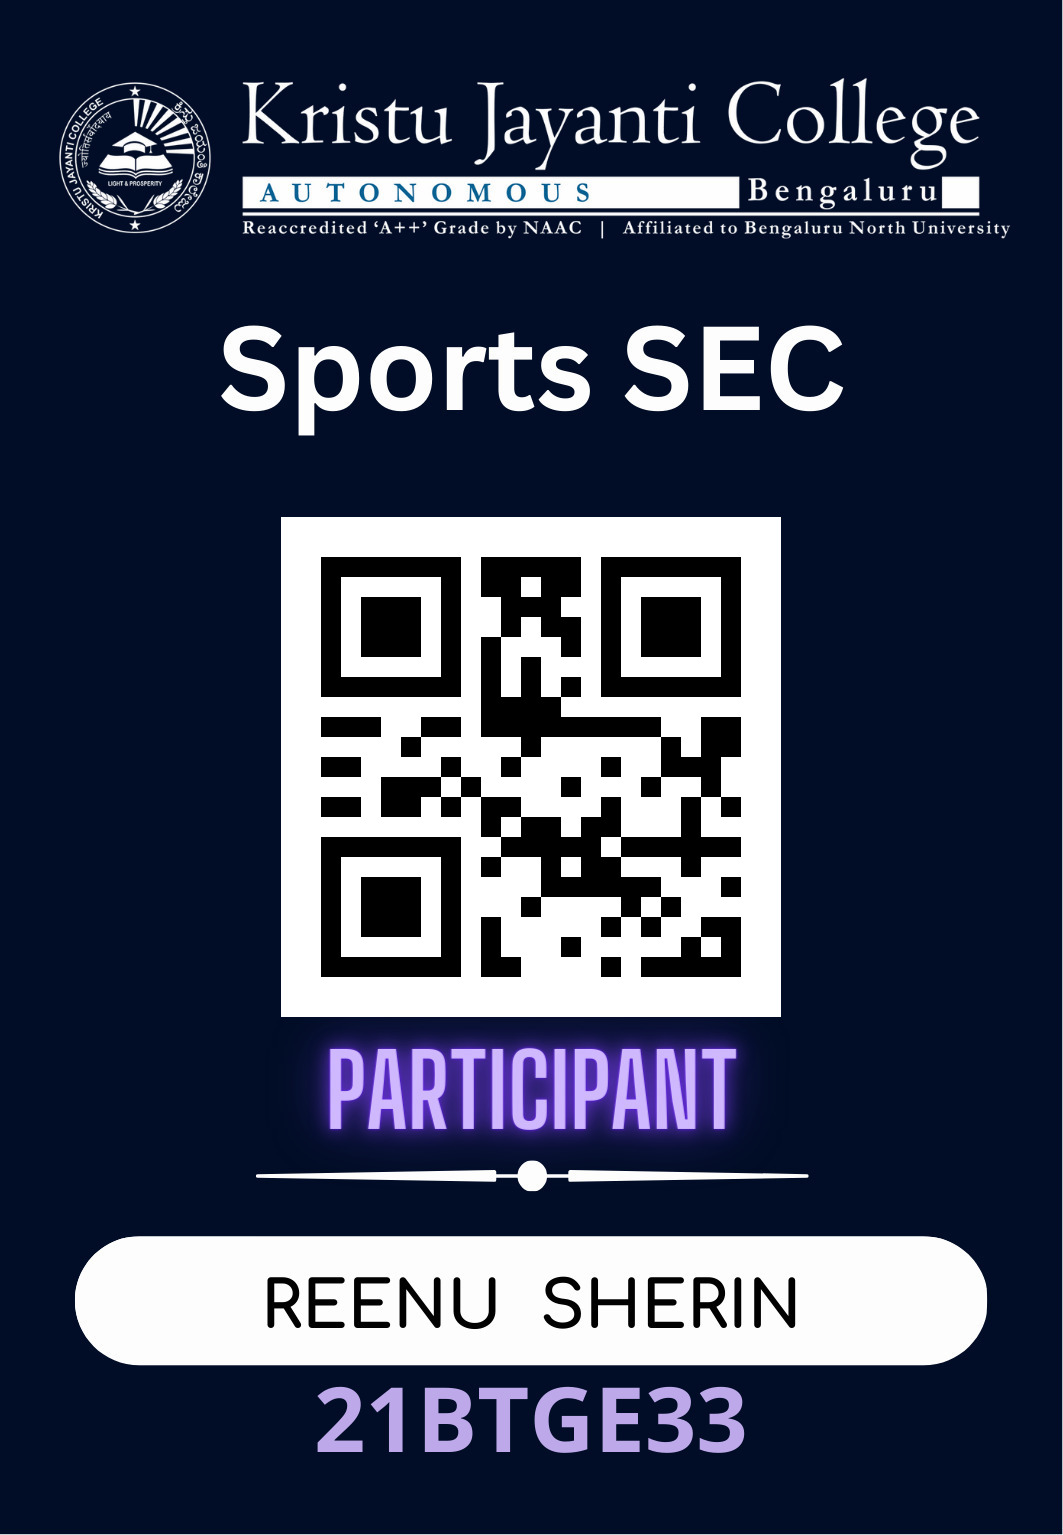 Kristu Jayanti College
AUTONOMOUS Bengaluru
Reaccredited ‘A++’ Grade by NAAC | Affiliated to Bengaluru North University
KRISTU JAYANTI COLLEGE
ಕ್ರಿಸ್ತು ಜಯಂತಿ ಕಾಲೇಜು
LIGHT & PROSPERITY
Sports SEC
PARTICIPANT
REENU SHERIN
21BTGE33